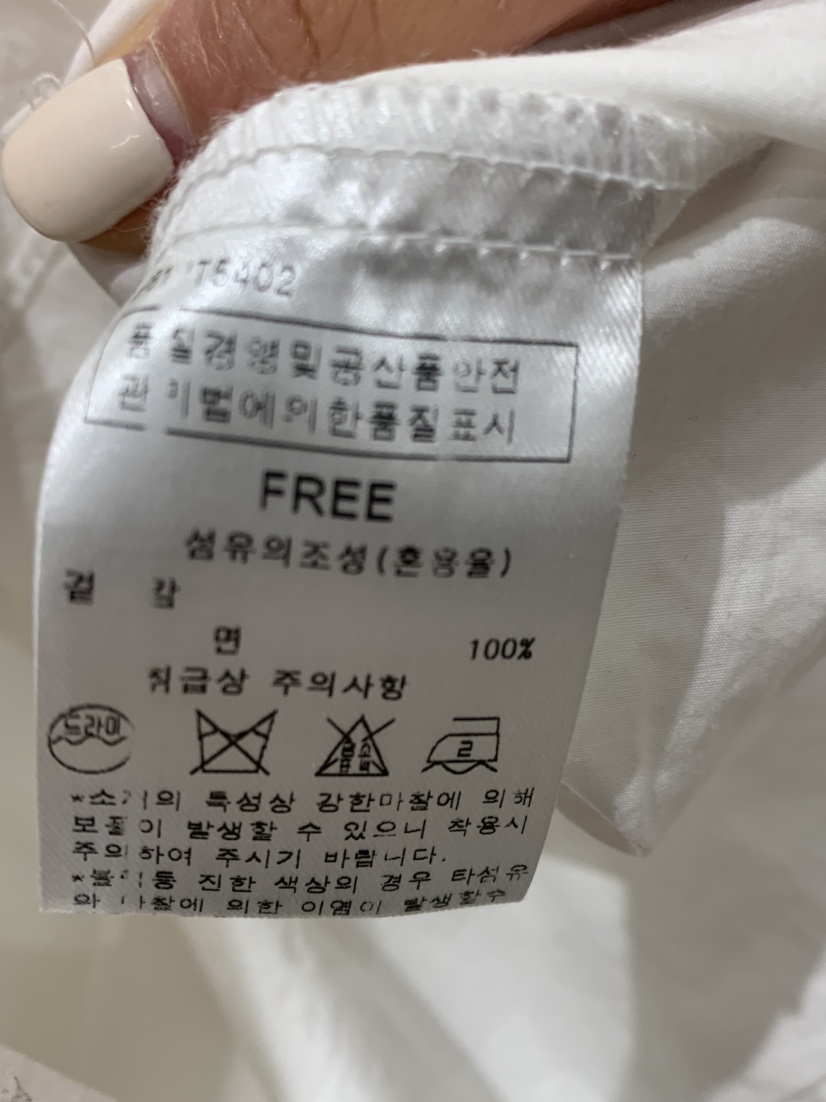 T5402
품질경영및공산품안전
관리법에의한품질표시
FREE
섬유의조성(혼용율)
겉 감
면 100%
취급상 주의사항
드라이
염소표백
2
*소재의 특성상 강한마찰에 의해
보풀이 발생할 수 있으니 착용시
주의하여 주시기 바랍니다.
*블랙등 진한 색상의 경우 타섬유
와 마찰에 의한 이염이 발생할수